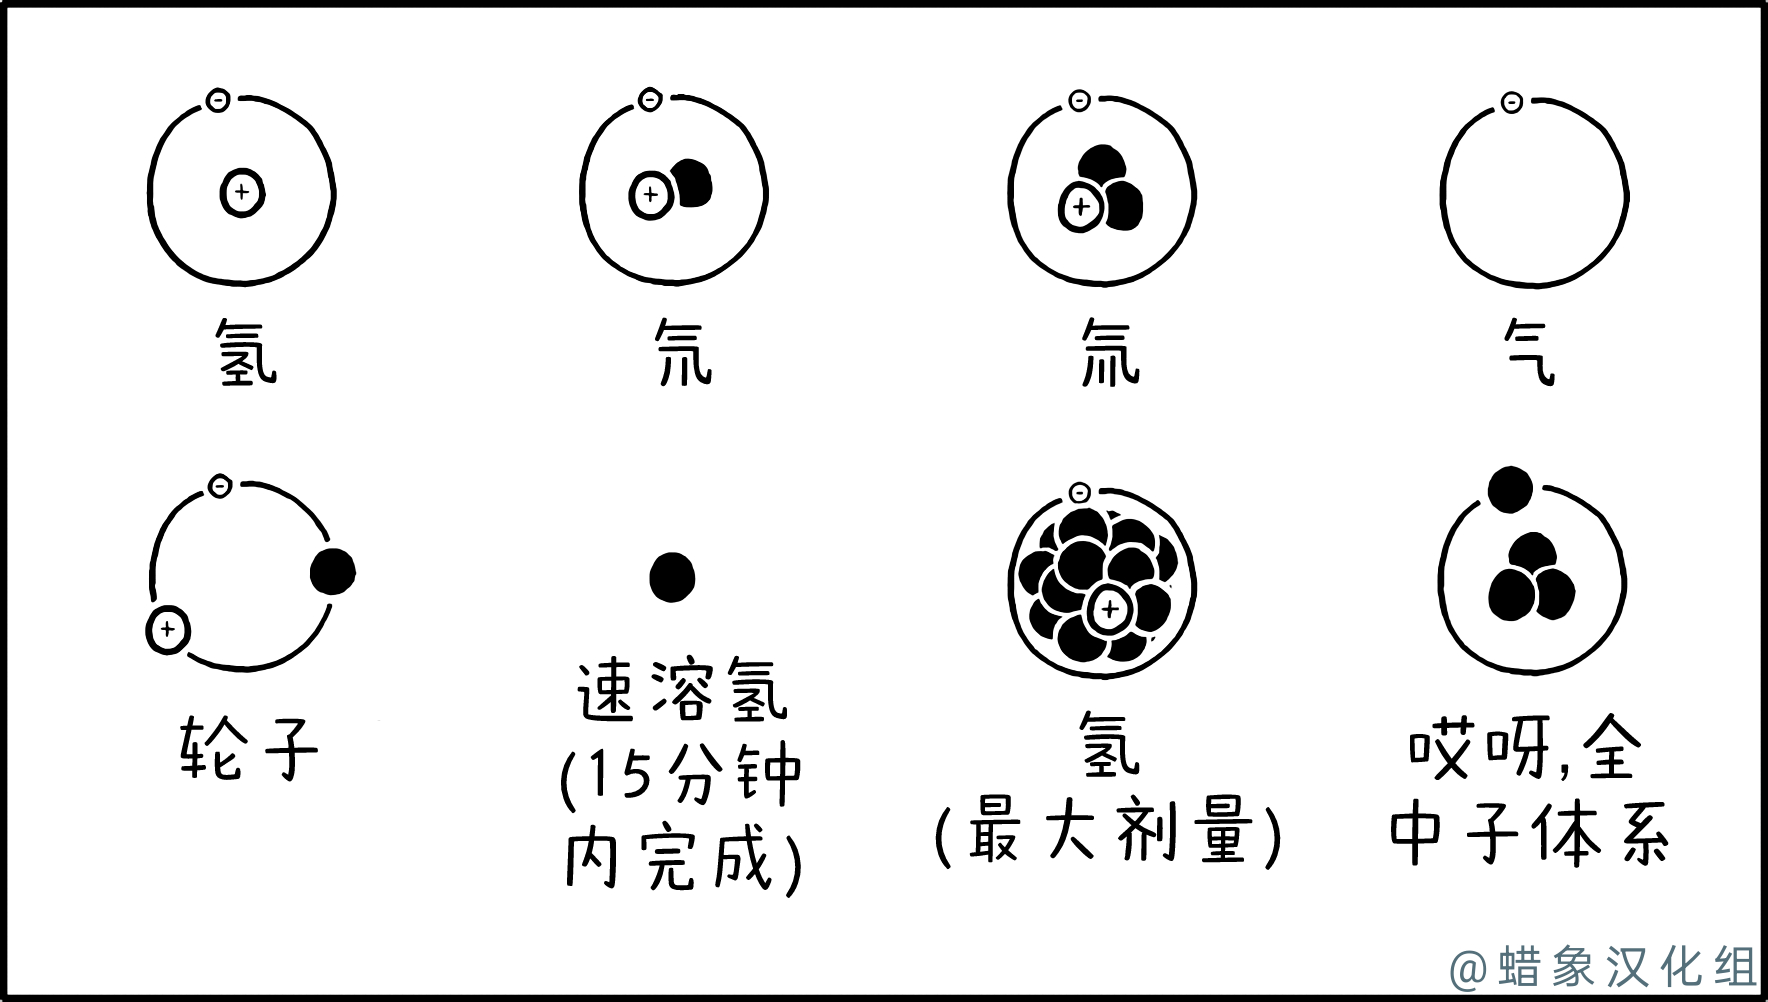 氢
氘
氚
气
轮子
速溶氢
(15分钟
内完成)
氢
(最大剂量)
哎呀,全
中子体系
@蜡象汉化组